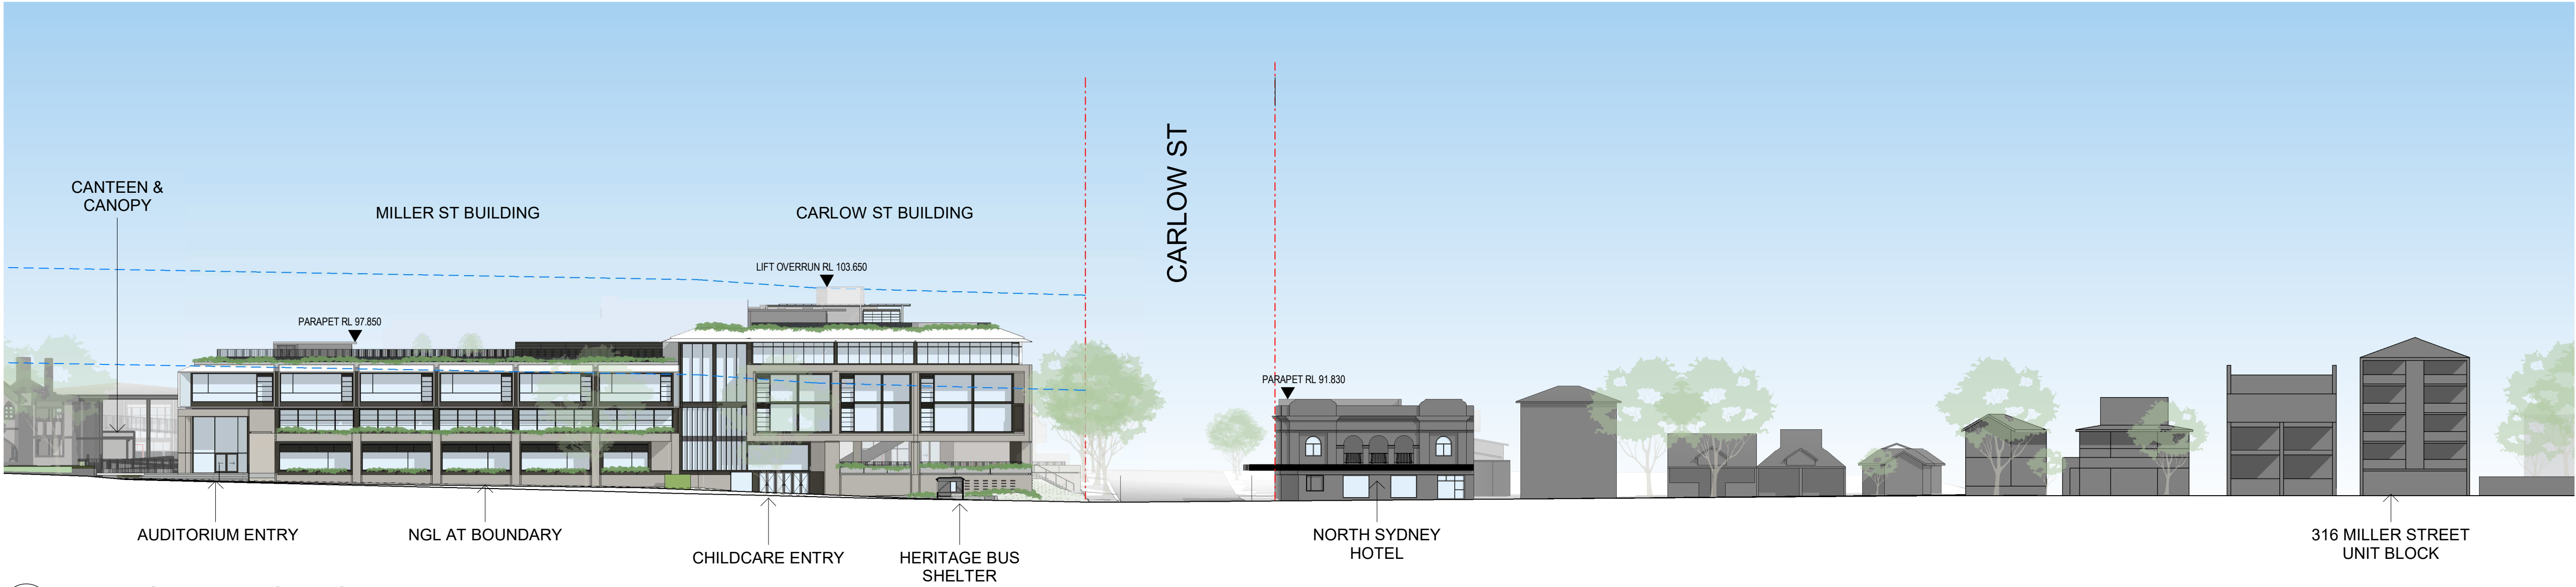 CARLOW ST
CANTEEN &
CANOPY
MILLER ST BUILDING
CARLOW ST BUILDING
LIFT OVERRUN RL 103.650
PARAPET RL 97.850
PARAPET RL 91.830
AUDITORIUM ENTRY
NGL AT BOUNDARY
CHILDCARE ENTRY
HERITAGE BUS
SHELTER
NORTH SYDNEY
HOTEL
316 MILLER STREET
UNIT BLOCK